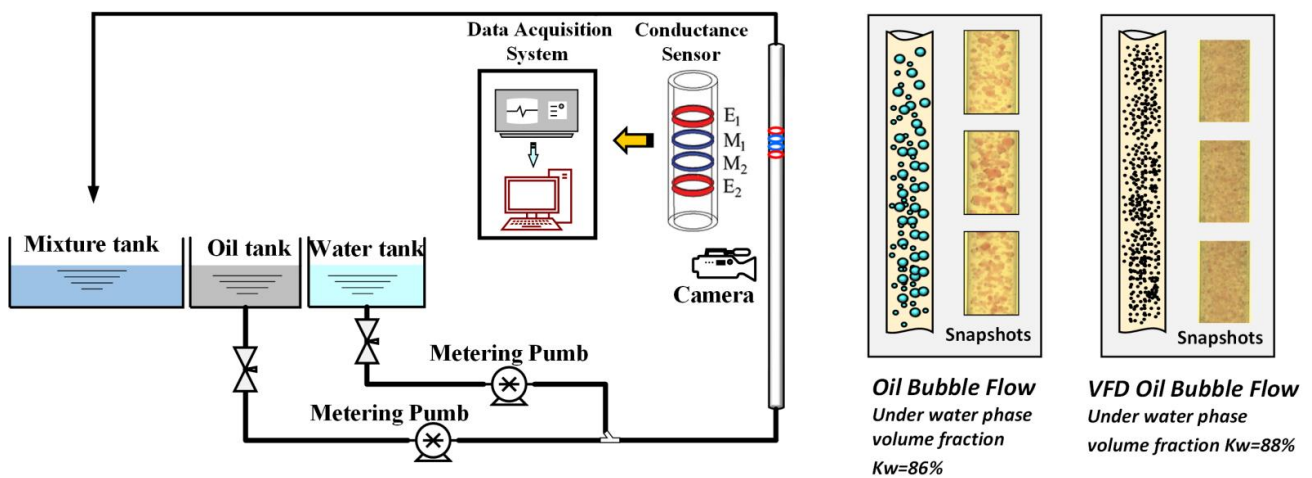 Data Acquisition
System
Conductance
Sensor
E1
M1
M2
E2
Mixture tank
Oil tank
Water tank
Camera
Metering Pumb
Metering Pumb
Snapshots
Snapshots
Oil Bubble Flow
Under water phase
volume fraction
Kw=86%
VFD Oil Bubble Flow
Under water phase
volume fraction Kw=88%